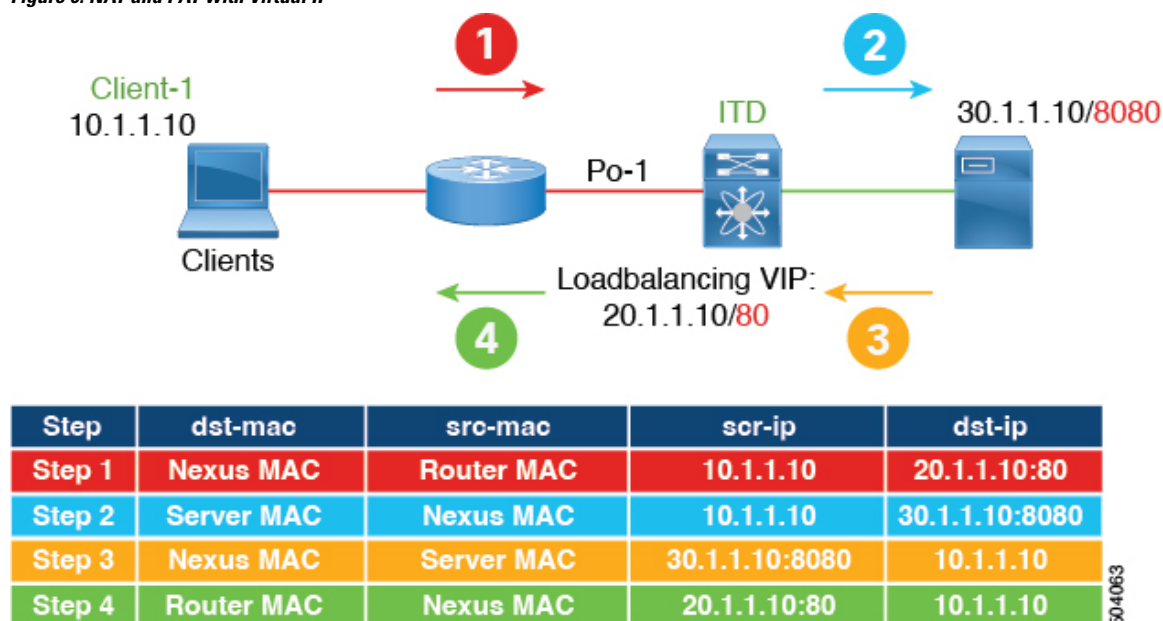 1
2
Client-1
10.1.1.10
ITD
30.1.1.10/8080
Po-1
Clients
Loadbalancing VIP:
20.1.1.10/80
4
3
Step dst-mac src-mac scr-ip dst-ip
Step 1 Nexus MAC Router MAC 10.1.1.10 20.1.1.10:80
Step 2 Server MAC Nexus MAC 10.1.1.10 30.1.1.10:8080
Step 3 Nexus MAC Server MAC 30.1.1.10:8080 10.1.1.10
Step 4 Router MAC Nexus MAC 20.1.1.10:80 10.1.1.10
504063